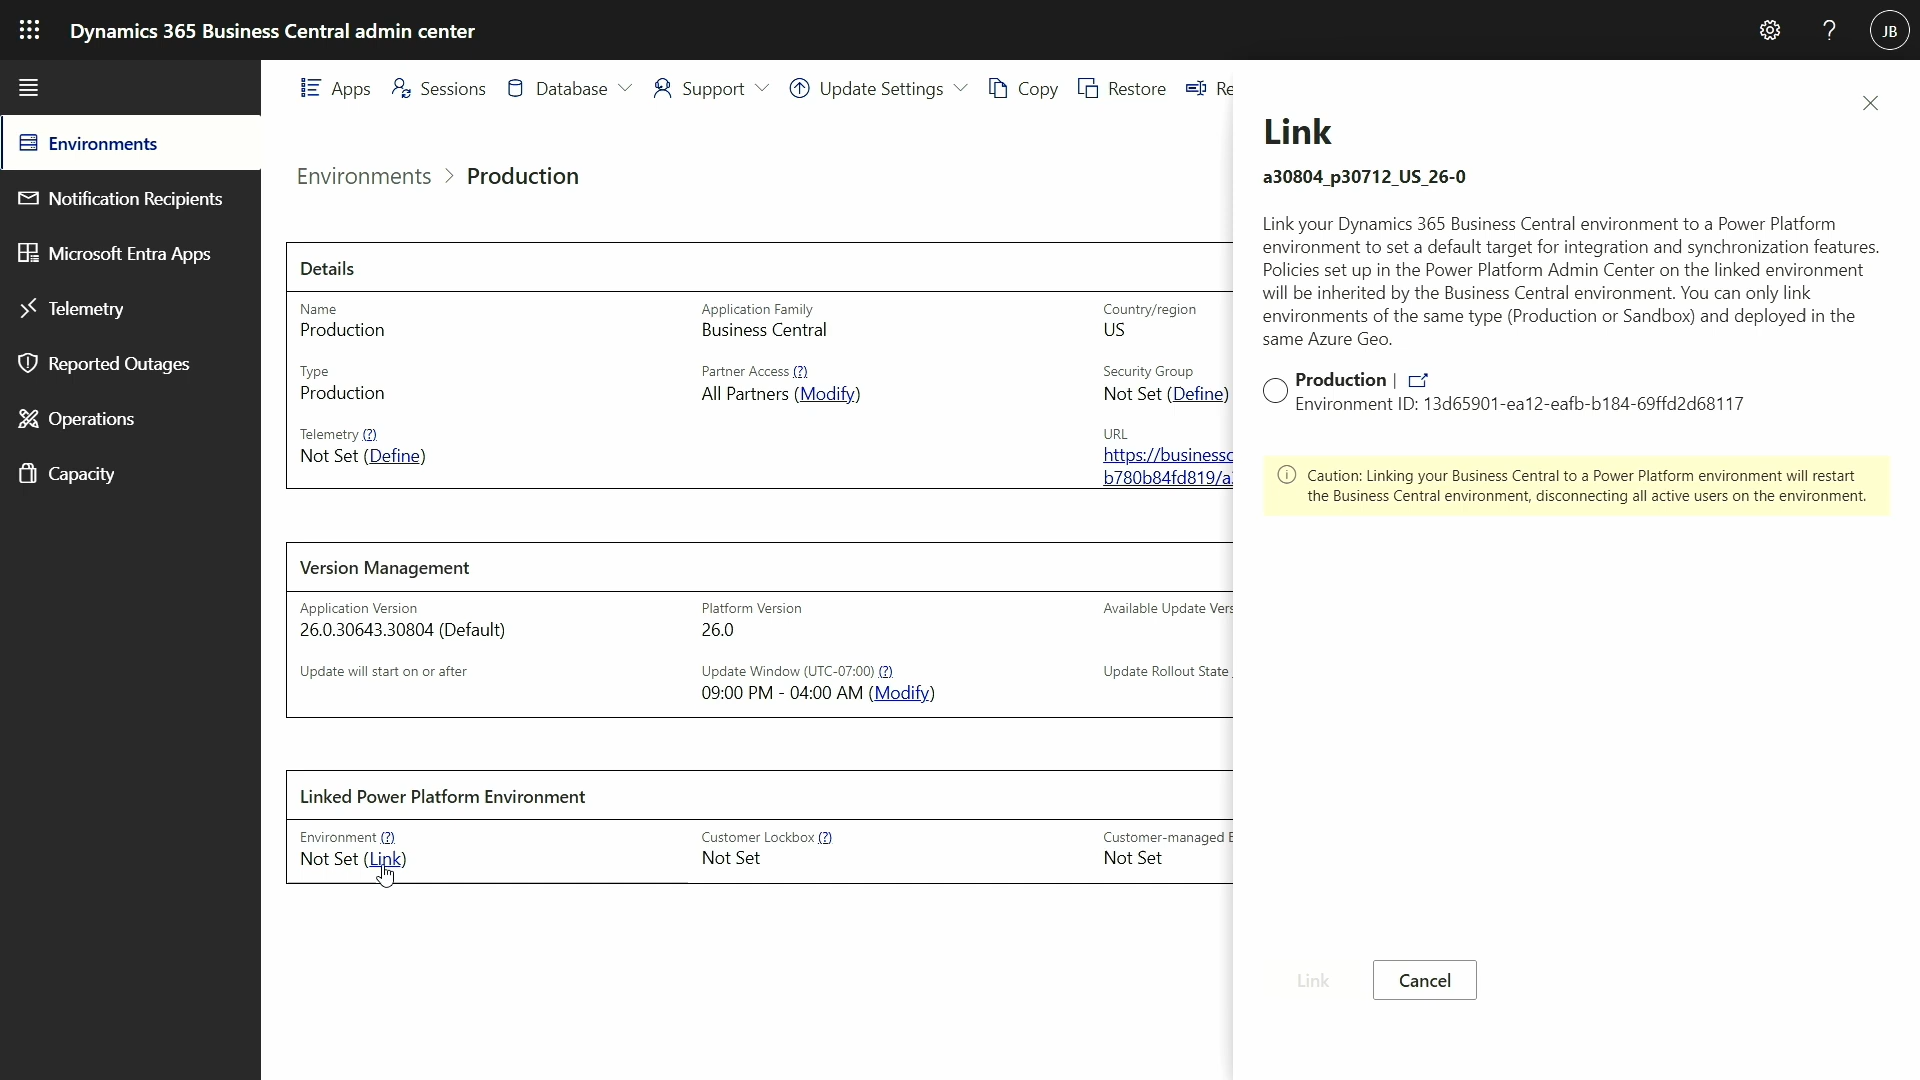 Dynamics 365 Business Central admin center
JB
Environments
Notification Recipients
Microsoft Entra Apps
Telemetry
Reported Outages
Operations
Capacity
Apps
Sessions
Database
Support
Update Settings
Copy
Restore
Re
Environments > Production
Details
Name
Production
Application Family
Business Central
Country/region
US
Type
Production
Partner Access (?)
All Partners (Modify)
Security Group
Not Set (Define)
Telemetry (?)
Not Set (Define)
URL
https://businessc
b780b84fd819/a
Version Management
Application Version
26.0.30643.30804 (Default)
Platform Version
26.0
Available Update Vers
Update will start on or after
Update Window (UTC-07:00) (?)
09:00 PM - 04:00 AM (Modify)
Update Rollout State
Linked Power Platform Environment
Environment (?)
Not Set (Link)
Customer Lockbox (?)
Not Set
Customer-managed E
Not Set
Link
a30804_p30712_US_26-0
Link your Dynamics 365 Business Central environment to a Power Platform
environment to set a default target for integration and synchronization features.
Policies set up in the Power Platform Admin Center on the linked environment
will be inherited by the Business Central environment. You can only link
environments of the same type (Production or Sandbox) and deployed in the
same Azure Geo.
Production |
Environment ID: 13d65901-ea12-eafb-b184-69ffd2d68117
Caution: Linking your Business Central to a Power Platform environment will restart
the Business Central environment, disconnecting all active users on the environment.
Link
Cancel